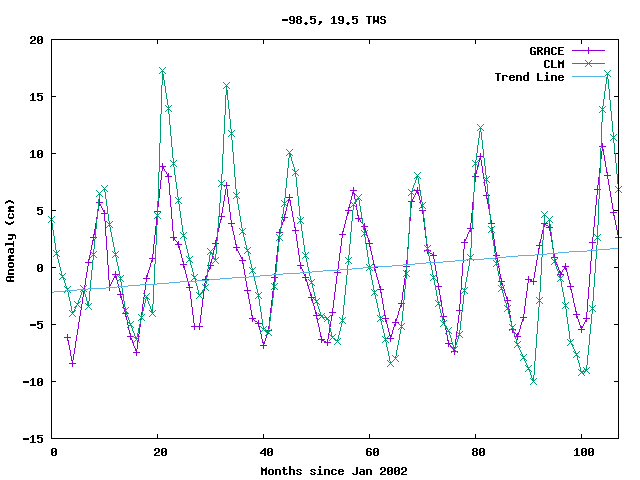 -98.5, 19.5 TWS
GRACE
CLM
Trend Line
20
15
10
5
0
-5
-10
-15
Anomaly (cm)
0 20 40 60 80 100
Months since Jan 2002